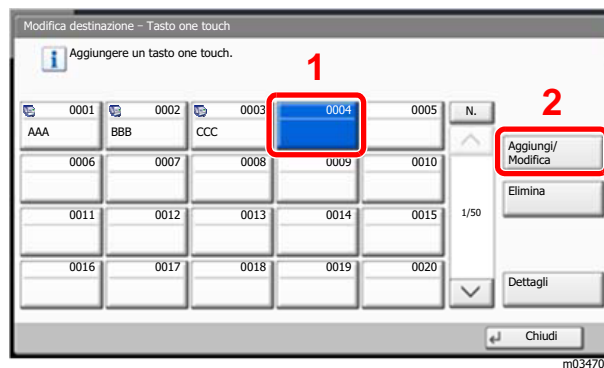 Modifica destinazione – Tasto one touch
Aggiungere un tasto one touch.
1
0001 0002 0003 0004 0005 N. 2
AAA BBB CCC
Aggiungi/
Modifica
0006 0007 0008 0009 0010
Elimina
0011 0012 0013 0014 0015 1/50
0016 0017 0018 0019 0020
Dettagli
Chiudi
m03470